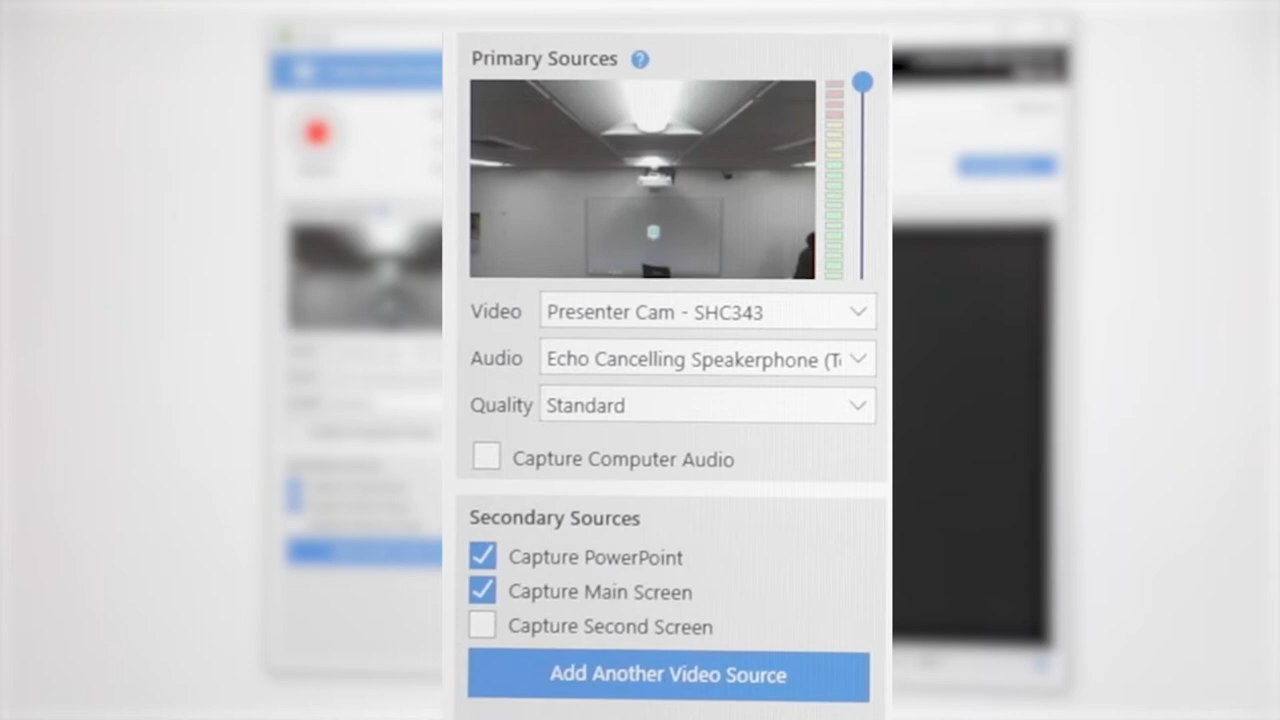 Primary Sources ?
Video Presenter Cam - SHC343
Audio Echo Cancelling Speakerphone (Te
Quality Standard
Capture Computer Audio
Secondary Sources
Capture PowerPoint
Capture Main Screen
Capture Second Screen
Add Another Video Source